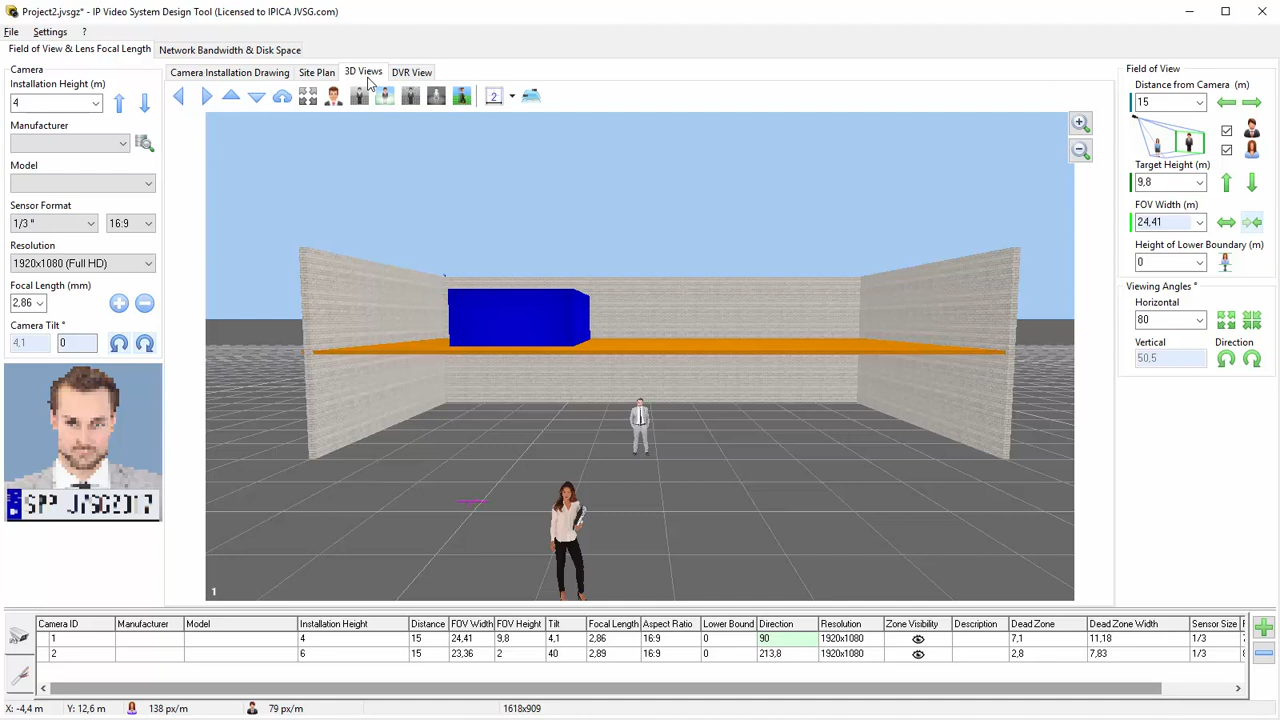 Project2.jvsgz* - IP Video System Design Tool (Licensed to IPICA JVSG.com)
File Settings ?
Field of View & Lens Focal Length Network Bandwidth & Disk Space
Camera
Installation Height (m)
4
Manufacturer
Model
Sensor Format
1/3 " 16:9
Resolution
1920x1080 (Full HD)
Focal Length (mm)
2,86
Camera Tilt °
4,1 0
SPP JVSG2017
Camera Installation Drawing Site Plan 3D Views DVR View
2
1
Field of View
Distance from Camera (m)
15
Target Height (m)
9,8
FOV Width (m)
24,41
Height of Lower Boundary (m)
0
Viewing Angles °
Horizontal
80
Vertical Direction
50,5
Camera ID Manufacturer Model Installation Height Distance FOV Width FOV Height Tilt Focal Length Aspect Ratio Lower Bound Direction Resolution Zone Visibility Description Dead Zone Dead Zone Width Sensor Size
1 4 15 24,41 9,8 4,1 2,86 16:9 0 90 1920x1080 7,1 11,18 1/3
2 6 15 23,36 2 40 2,89 16:9 0 213,8 1920x1080 2,8 7,83 1/3
X: -4,4 m Y: 12,6 m 138 px/m 79 px/m 1618x909